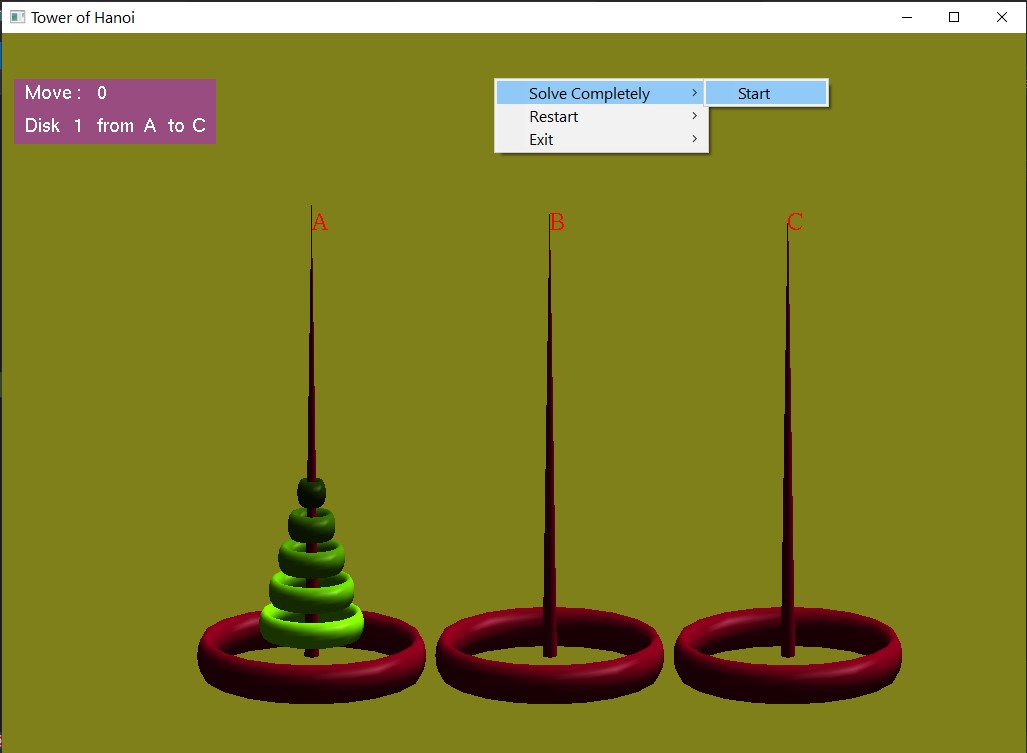 Tower of Hanoi
Move : 0
Disk 1 from A to C
Solve Completely
Start
Restart
Exit
A
B
C